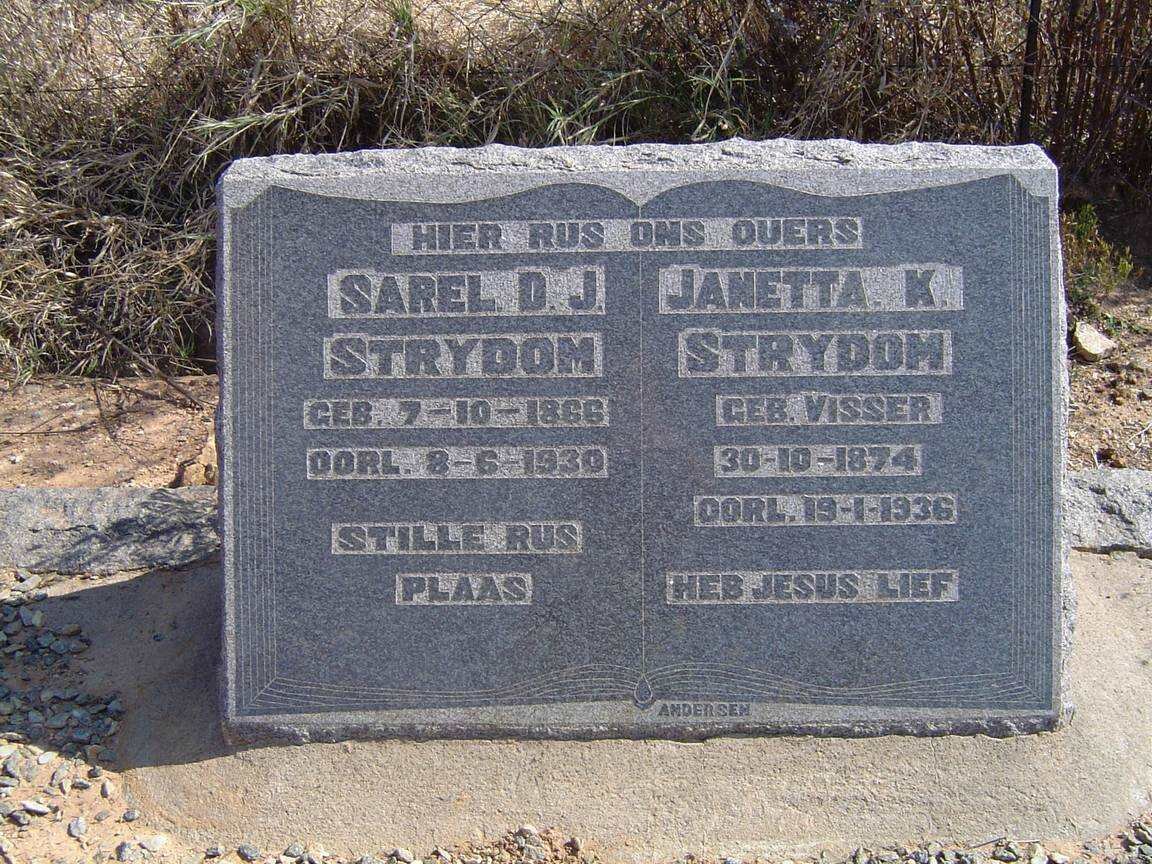 HIER RUS ONS OUERS
SAREL. D. J.
STRYDOM
GEB. 7-10-1866
OORL. 8-6-1930
STILLE RUS
PLAAS
JANETTA. K.
STRYDOM
GEB. VISSER
30-10-1874
OORL. 19-1-1936
HEB JESUS LIEF
ANDERSEN